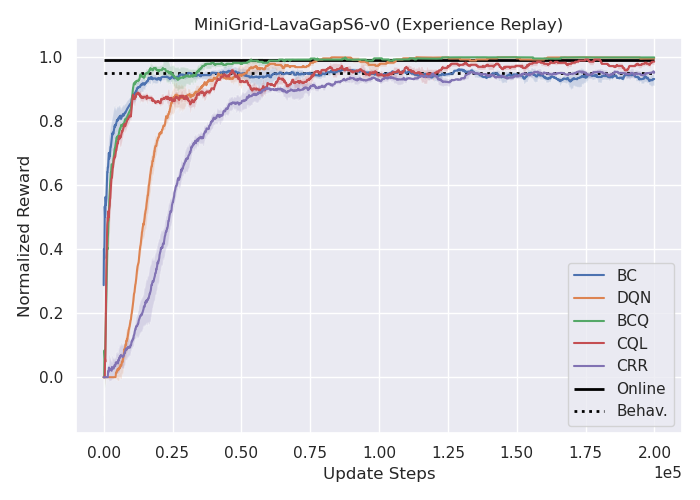 MiniGrid-LavaGapS6-v0 (Experience Replay)
Normalized Reward
1.0
0.8
0.6
0.4
0.2
0.0
BC
DQN
BCQ
CQL
CRR
Online
Behav.
0.00 0.25 0.50 0.75 1.00 1.25 1.50 1.75 2.00
1e5
Update Steps